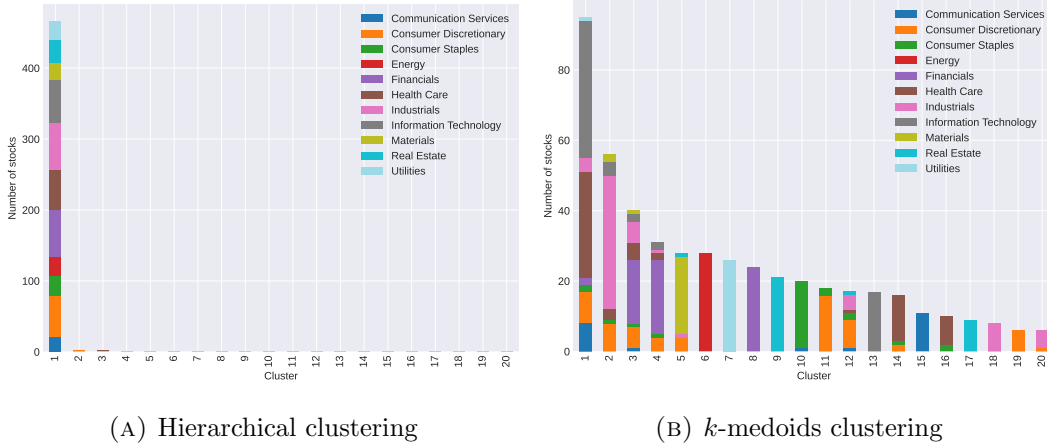 Communication Services
Consumer Discretionary
Consumer Staples
Energy
Financials
Health Care
Industrials
Information Technology
Materials
Real Estate
Utilities
Number of stocks
400
300
200
100
0
1 2 3 4 5 6 7 8 9 10 11 12 13 14 15 16 17 18 19 20
Cluster
(A) Hierarchical clustering
Communication Services
Consumer Discretionary
Consumer Staples
Energy
Financials
Health Care
Industrials
Information Technology
Materials
Real Estate
Utilities
Number of stocks
80
60
40
20
0
1 2 3 4 5 6 7 8 9 10 11 12 13 14 15 16 17 18 19 20
Cluster
(B) k-medoids clustering